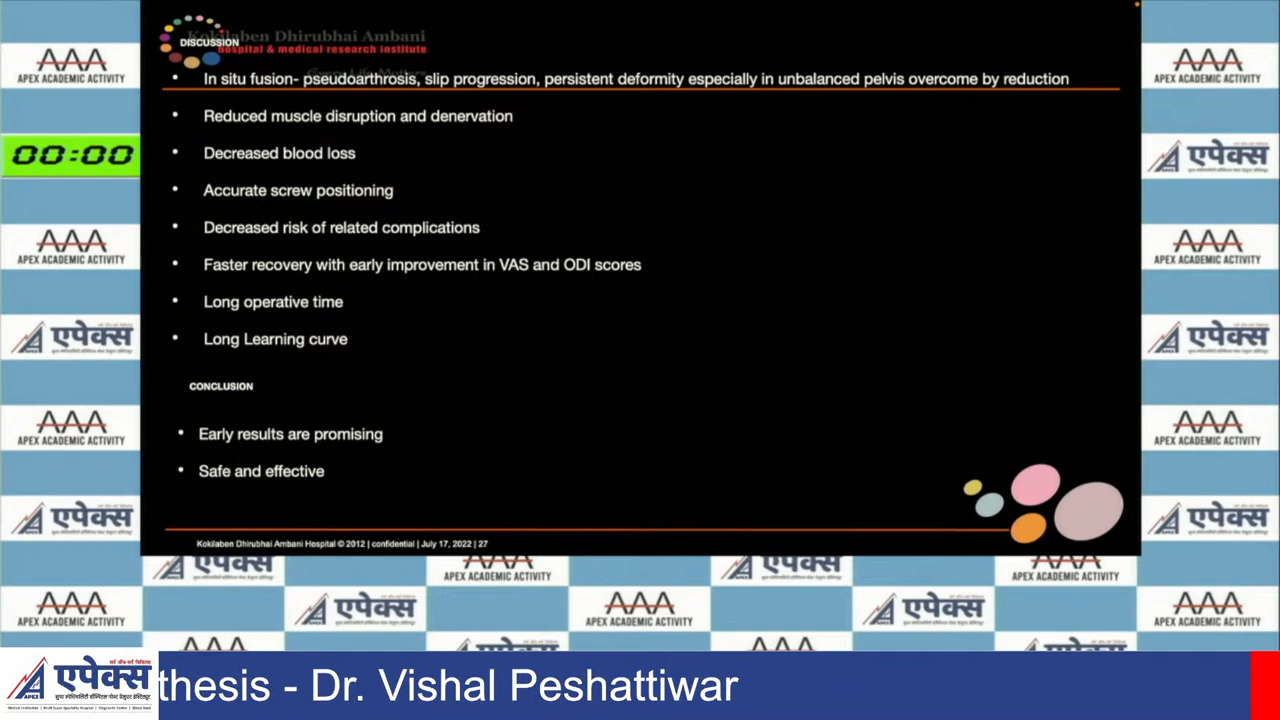 Kokilaben Dhirubhai Ambani
DISCUSSION
hospital & medical research institute
• In situ fusion- pseudoarthrosis, slip progression, persistent deformity especially in unbalanced pelvis overcome by reduction
• Reduced muscle disruption and denervation
• Decreased blood loss
• Accurate screw positioning
• Decreased risk of related complications
• Faster recovery with early improvement in VAS and ODI scores
• Long operative time
• Long Learning curve
CONCLUSION
• Early results are promising
• Safe and effective
Kokilaben Dhirubhai Ambani Hospital © 2012 | confidential | July 17, 2022 | 27
00:00
AAA
APEX ACADEMIC ACTIVITY
एपेक्स
thesis - Dr. Vishal Peshattiwar